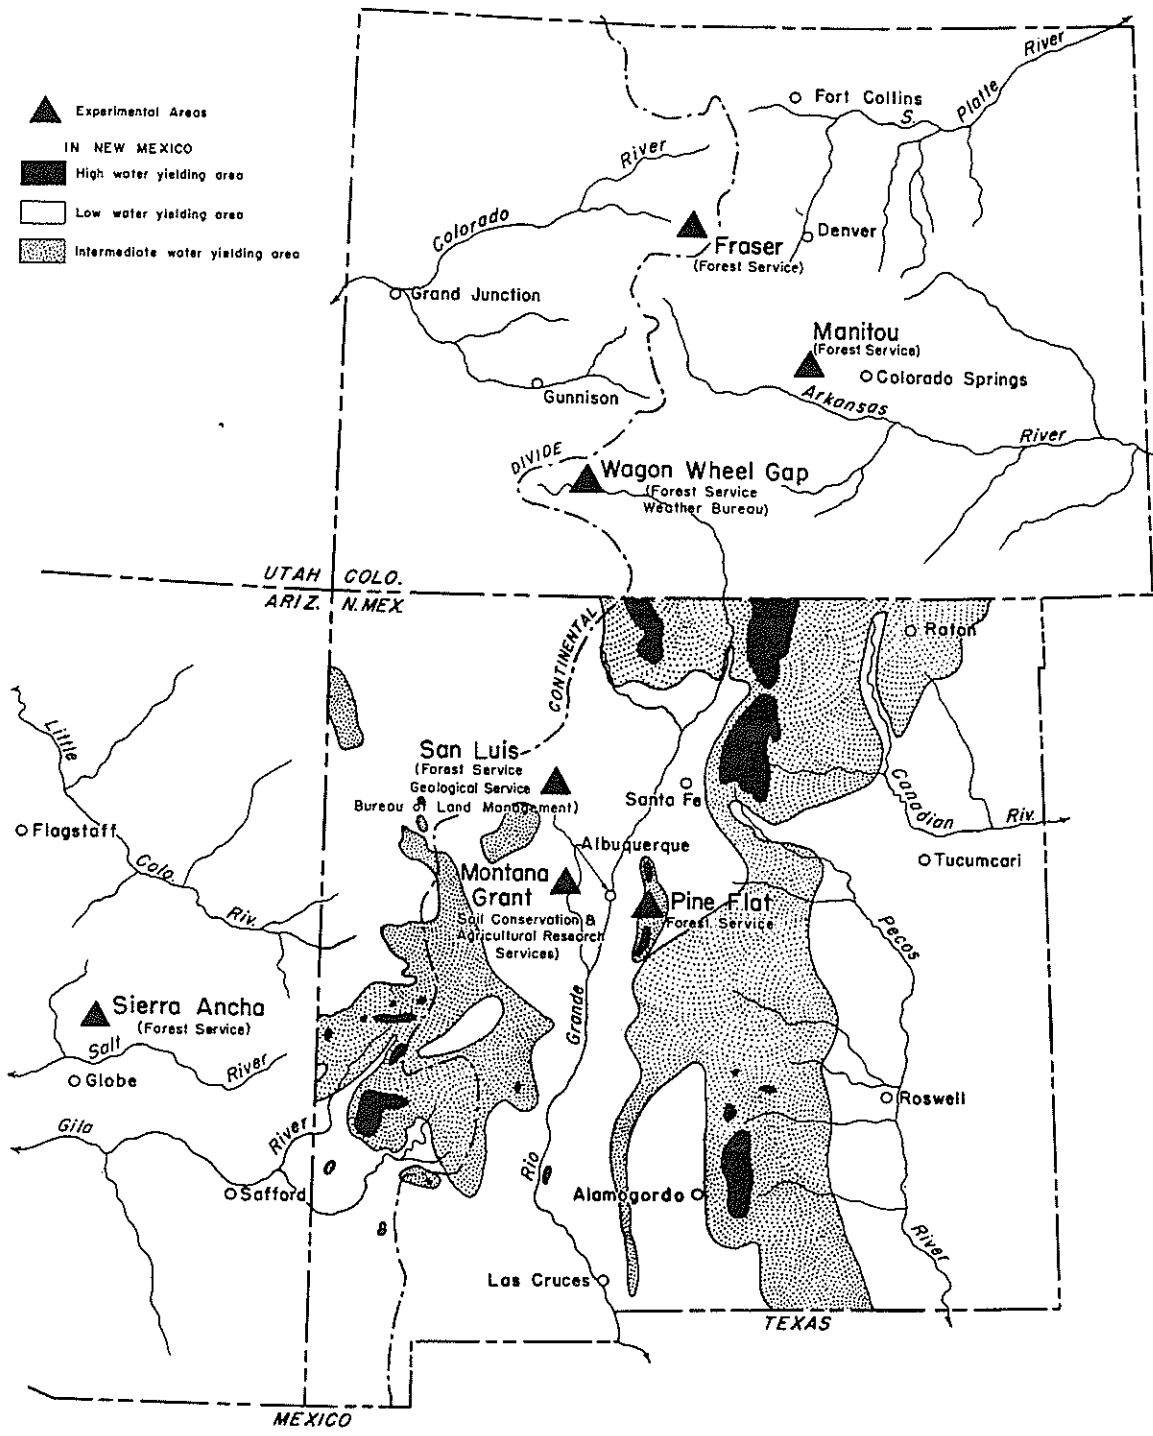 Experimental Areas
IN NEW MEXICO
High water yielding area
Low water yielding area
Intermediate water yielding area
River
Fort Collins
S. Platte
River
Colorado
Fraser
(Forest Service)
Denver
Grand Junction
Manitou
(Forest Service)
Colorado Springs
Gunnison
Arkansas
River
DIVIDE
Wagon Wheel Gap
(Forest Service
Weather Bureau)
UTAH COLO.
ARIZ. N.MEX.
CONTINENTAL
Raton
Little
San Luis
(Forest Service
Geological Service
Bureau of Land Management)
Santa Fe
Canadian
Riv.
Flagstaff
Albuquerque
Tucumcari
Colo.
Montana
Grant
Soil Conservation &
Agricultural Research
Services)
Pine Flat
Forest Service)
Riv.
Pecos
Sierra Ancha
(Forest Service)
Grande
Salt
River
Globe
Roswell
Gila
River
Rio
Safford
Alamogordo
River
Las Cruces
TEXAS
MEXICO